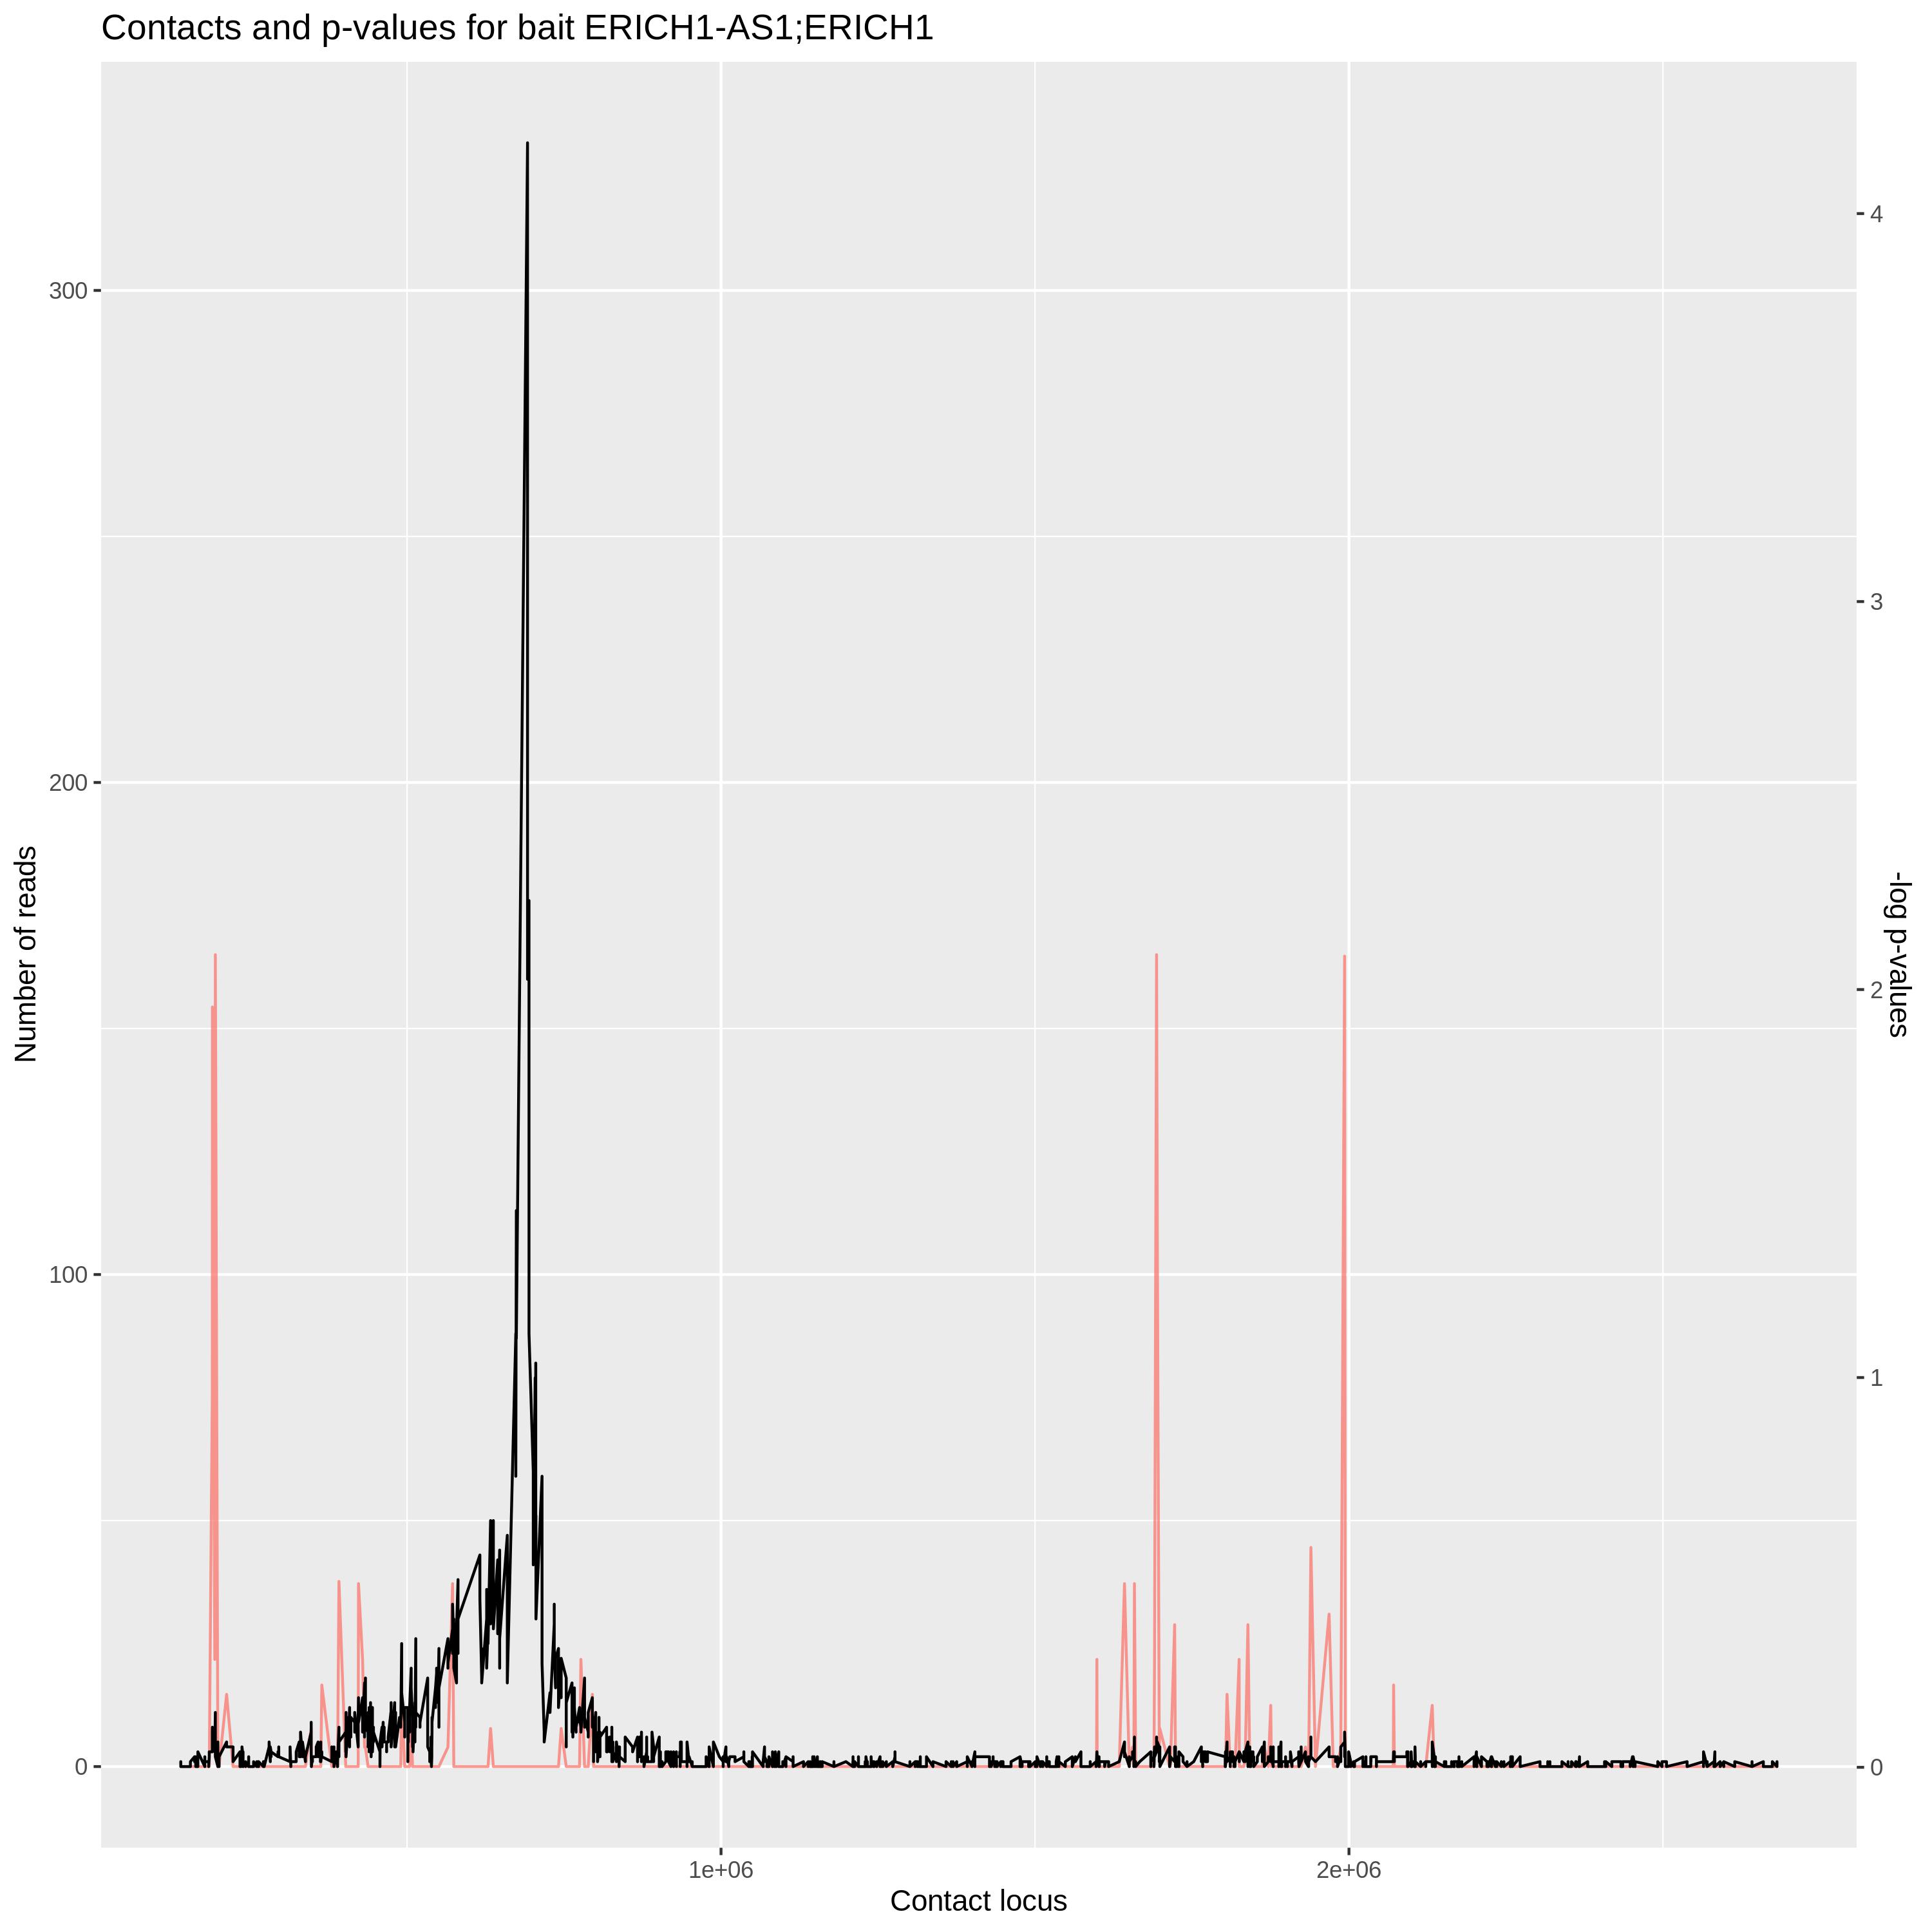 Contacts and p-values for bait ERICH1-AS1;ERICH1
Number of reads
300
200
100
0
4
3
2
1
0
-log p-values
1e+06
2e+06
Contact locus